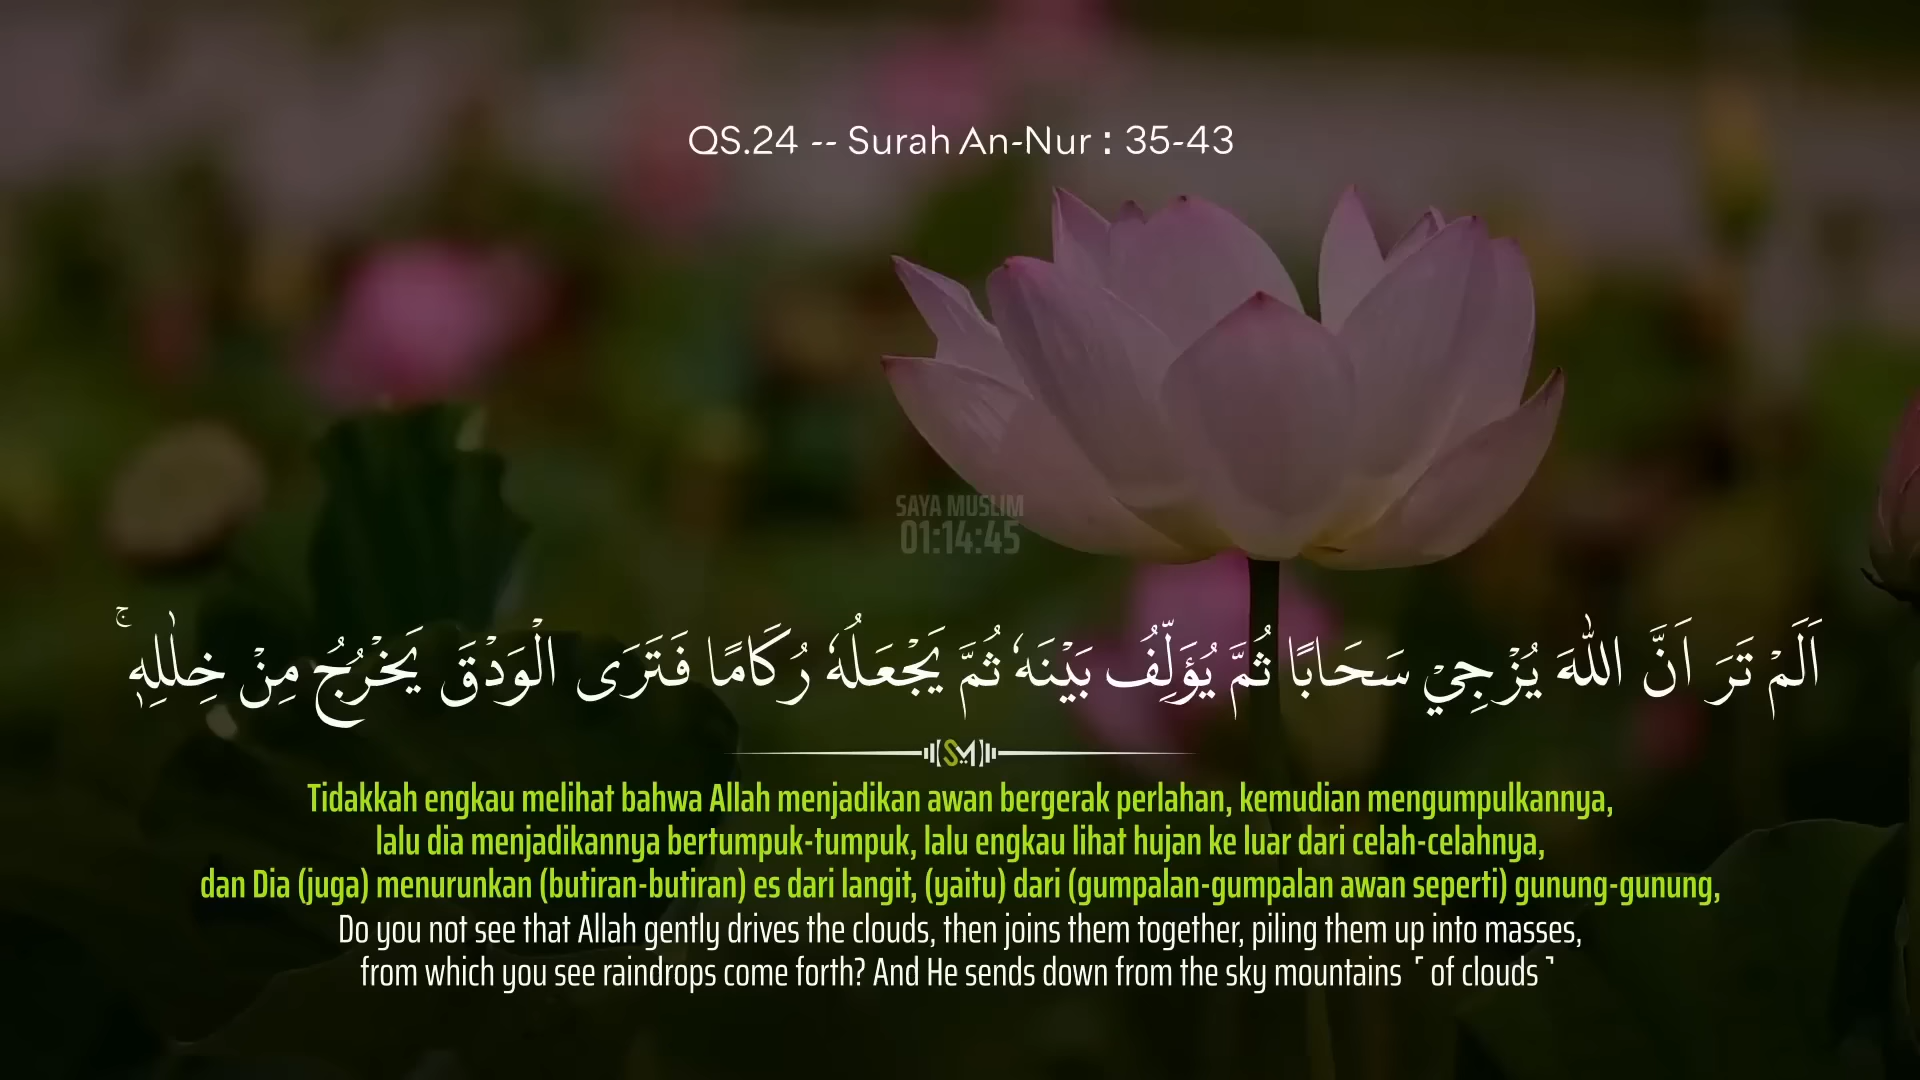 QS.24 -- Surah An-Nur : 35-43
SAYA MUSLIM
01:14:45
اَلَمْ تَرَ اَنَّ اللّٰهَ يُزْجِيْ سَحَابًا ثُمَّ يُؤَلِّفُ بَيْنَهٗ ثُمَّ يَجْعَلُهٗ رُكَامًا فَتَرَى الْوَدْقَ يَخْرُجُ مِنْ خِلٰلِهٖۚ
SM
Tidakkah engkau melihat bahwa Allah menjadikan awan bergerak perlahan, kemudian mengumpulkannya,
lalu dia menjadikannya bertumpuk-tumpuk, lalu engkau lihat hujan ke luar dari celah-celahnya,
dan Dia (juga) menurunkan (butiran-butiran) es dari langit, (yaitu) dari (gumpalan-gumpalan awan seperti) gunung-gunung,
Do you not see that Allah gently drives the clouds, then joins them together, piling them up into masses,
from which you see raindrops come forth? And He sends down from the sky mountains ˹of clouds˺